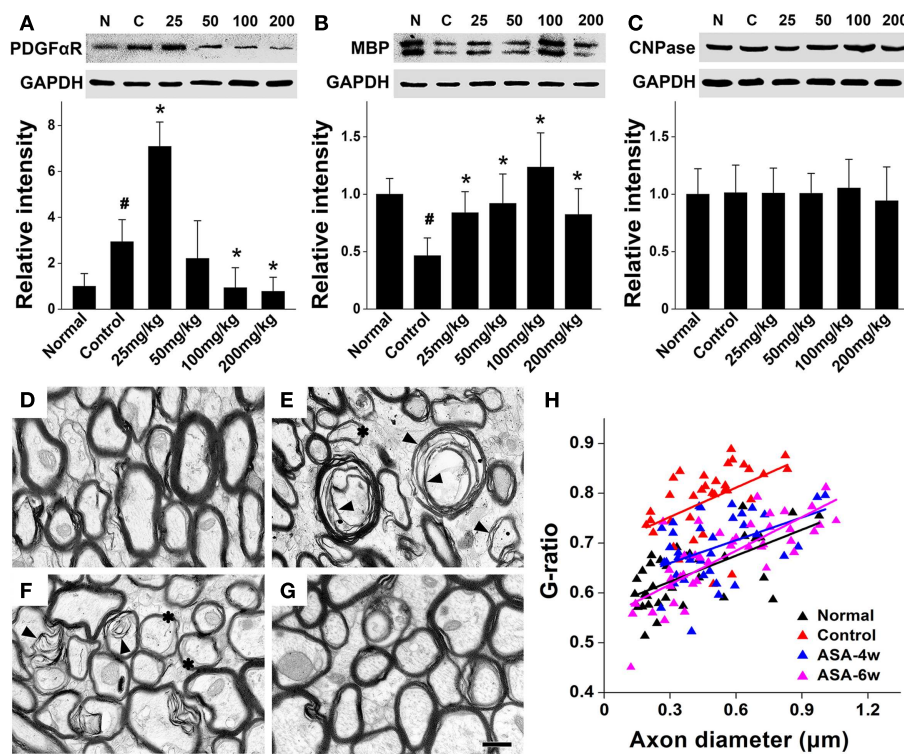 A
N C 25 50 100 200
PDGFαR
GAPDH
Relative intensity
8
6
4
2
0
#
*
*
*
Normal
Control
25mg/kg
50mg/kg
100mg/kg
200mg/kg
B
N C 25 50 100 200
MBP
GAPDH
Relative intensity
1.5
1.0
0.5
0
#
*
*
*
*
Normal
Control
25mg/kg
50mg/kg
100mg/kg
200mg/kg
C
N C 25 50 100 200
CNPase
GAPDH
Relative intensity
1.5
1.0
0.5
0
Normal
Control
25mg/kg
50mg/kg
100mg/kg
200mg/kg
D
E
*
F
*
*
G
H
G-ratio
0.9
0.8
0.7
0.6
0.5
0.4
0 0.3 0.6 0.9 1.2
Axon diameter (μm)
Normal
Control
ASA-4w
ASA-6w